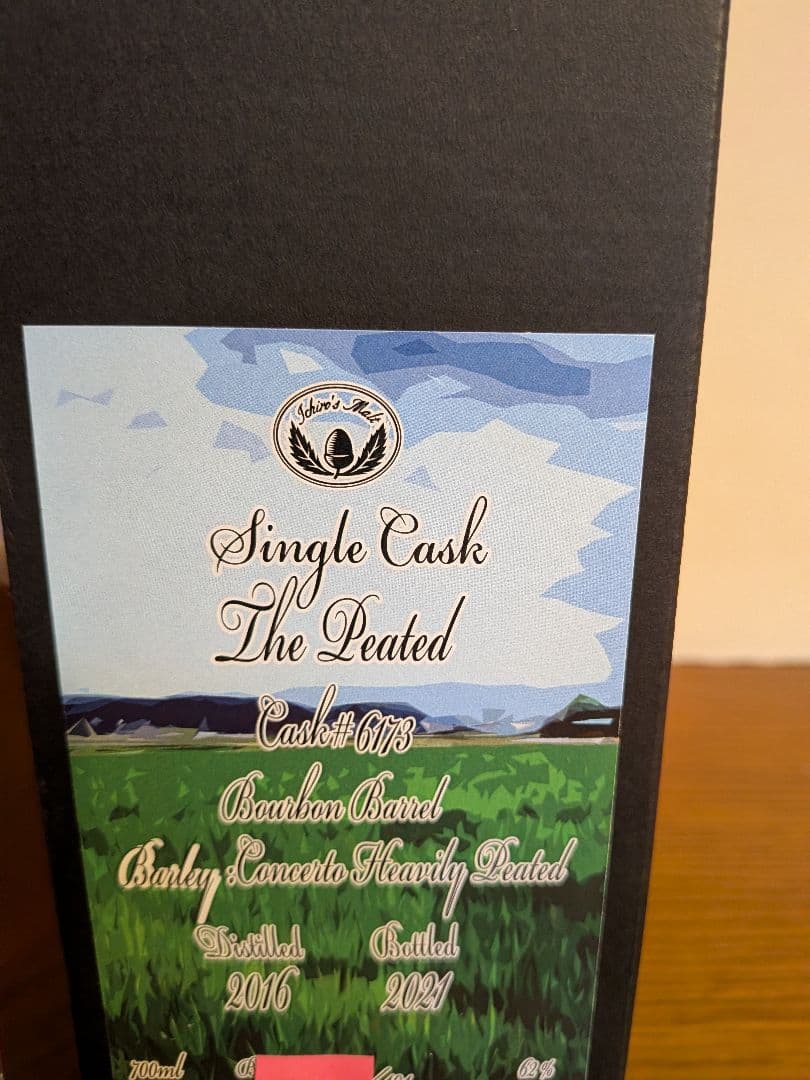 Ichiro's Malt
Single Cask
The Peated
Cask# 6173
Bourbon Barrel
Barley :Concerto Heavily Peated
Distilled Bottled
2016 2021
700ml 62%